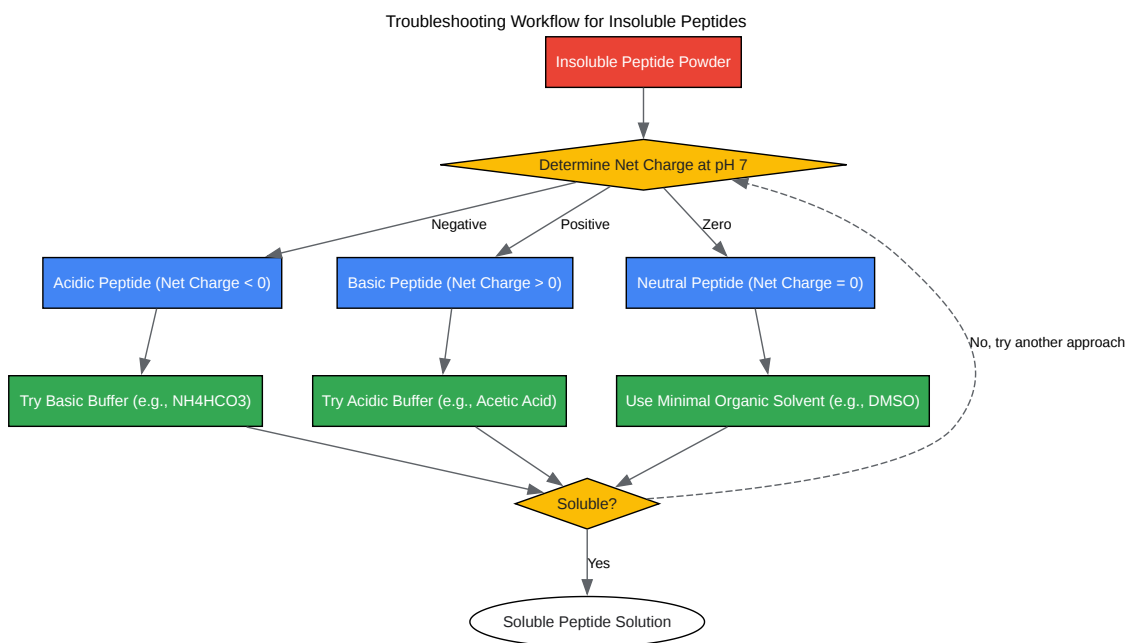 Troubleshooting Workflow for Insoluble Peptides
Insoluble Peptide Powder
Determine Net Charge at pH 7
Negative
Positive
Zero
Acidic Peptide (Net Charge < 0)
Basic Peptide (Net Charge > 0)
Neutral Peptide (Net Charge = 0)
No, try another approach
Try Basic Buffer (e.g., NH4HCO3)
Try Acidic Buffer (e.g., Acetic Acid)
Use Minimal Organic Solvent (e.g., DMSO)
Soluble?
Yes
Soluble Peptide Solution